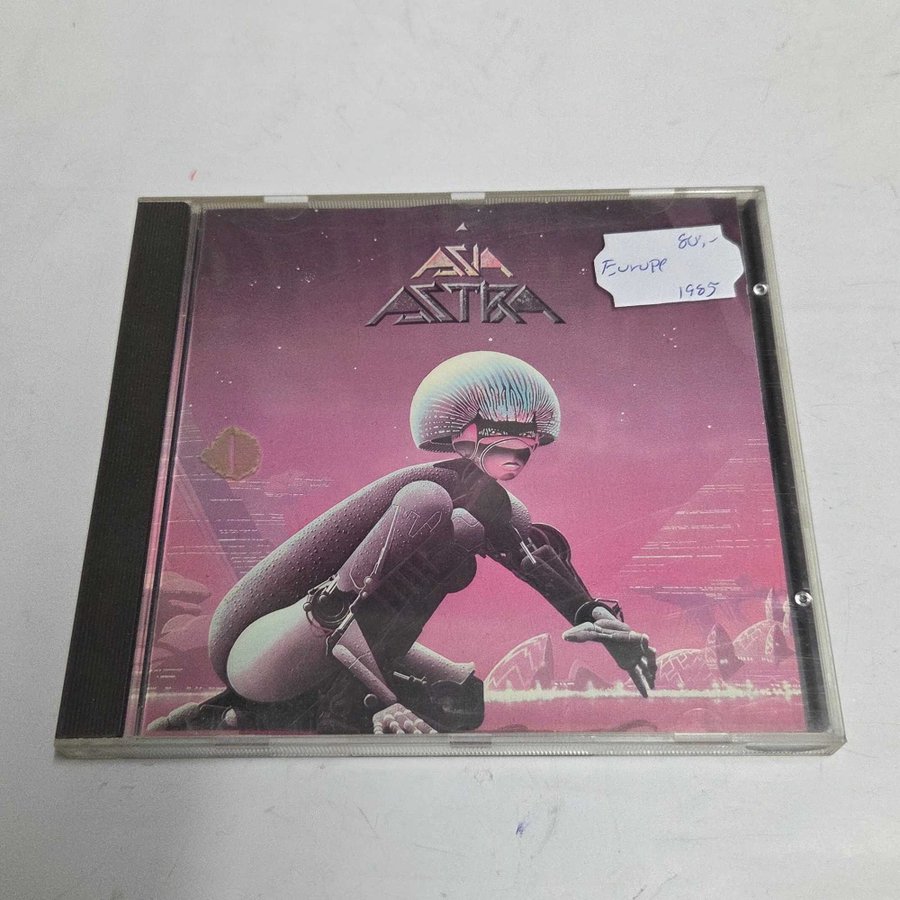 ASIA
ASTRA
80,-
Europe
1985